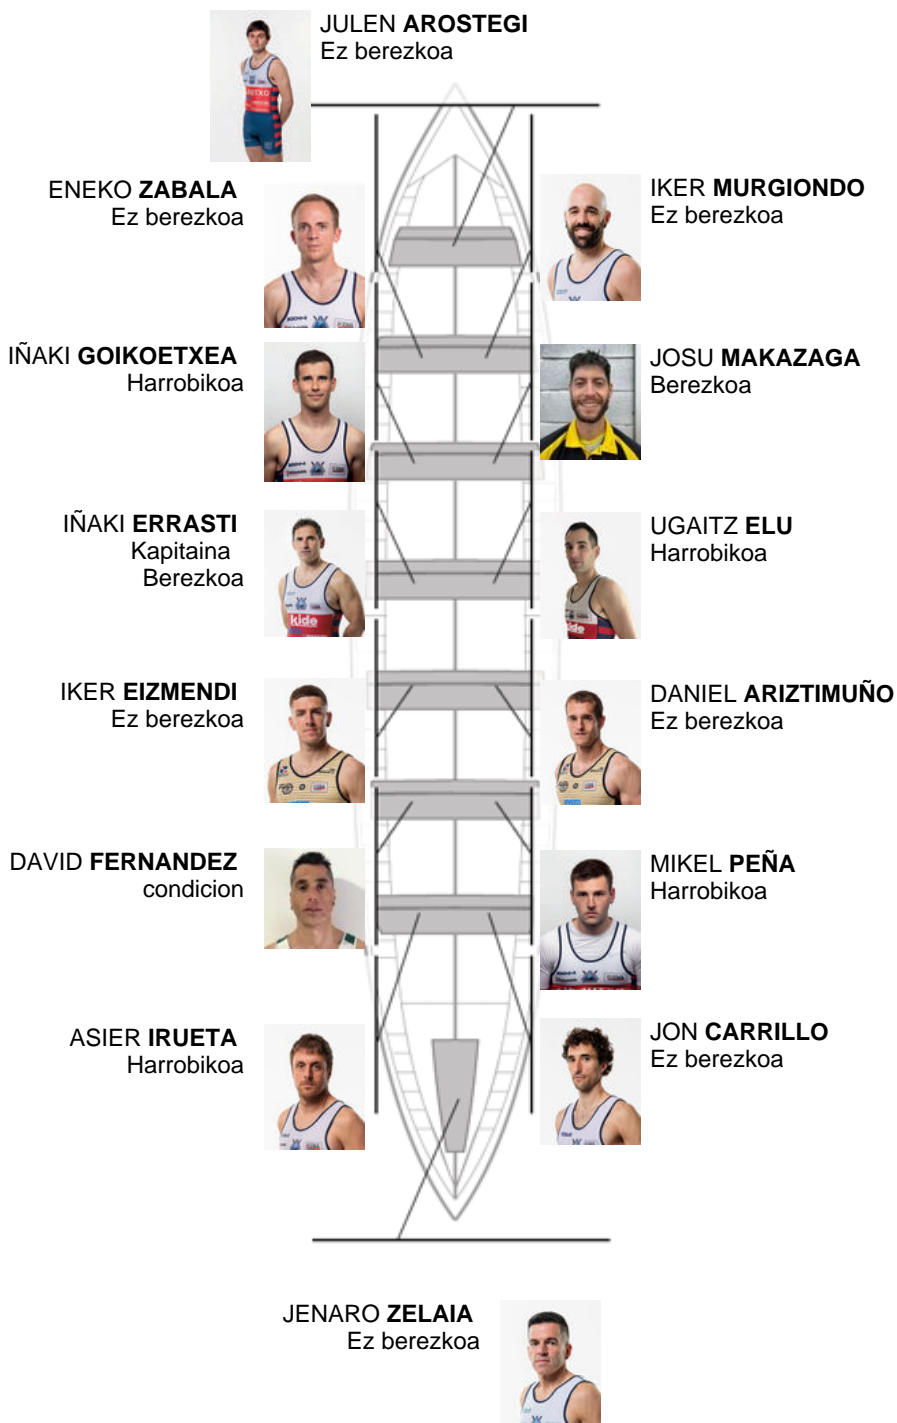 JULEN AROSTEGI
Ez berezkoa
ENEKO ZABALA
Ez berezkoa
IKER MURGIONDO
Ez berezkoa
IÑAKI GOIKOETXEA
Harrobikoa
JOSU MAKAZAGA
Berezkoa
IÑAKI ERRASTI
Kapitaina
Berezkoa
UGAITZ ELU
Harrobikoa
kide
kide
IKER EIZMENDI
Ez berezkoa
DANIEL ARIZTIMUÑO
Ez berezkoa
DAVID FERNANDEZ
condicion
MIKEL PEÑA
Harrobikoa
ASIER IRUETA
Harrobikoa
JON CARRILLO
Ez berezkoa
JENARO ZELAIA
Ez berezkoa